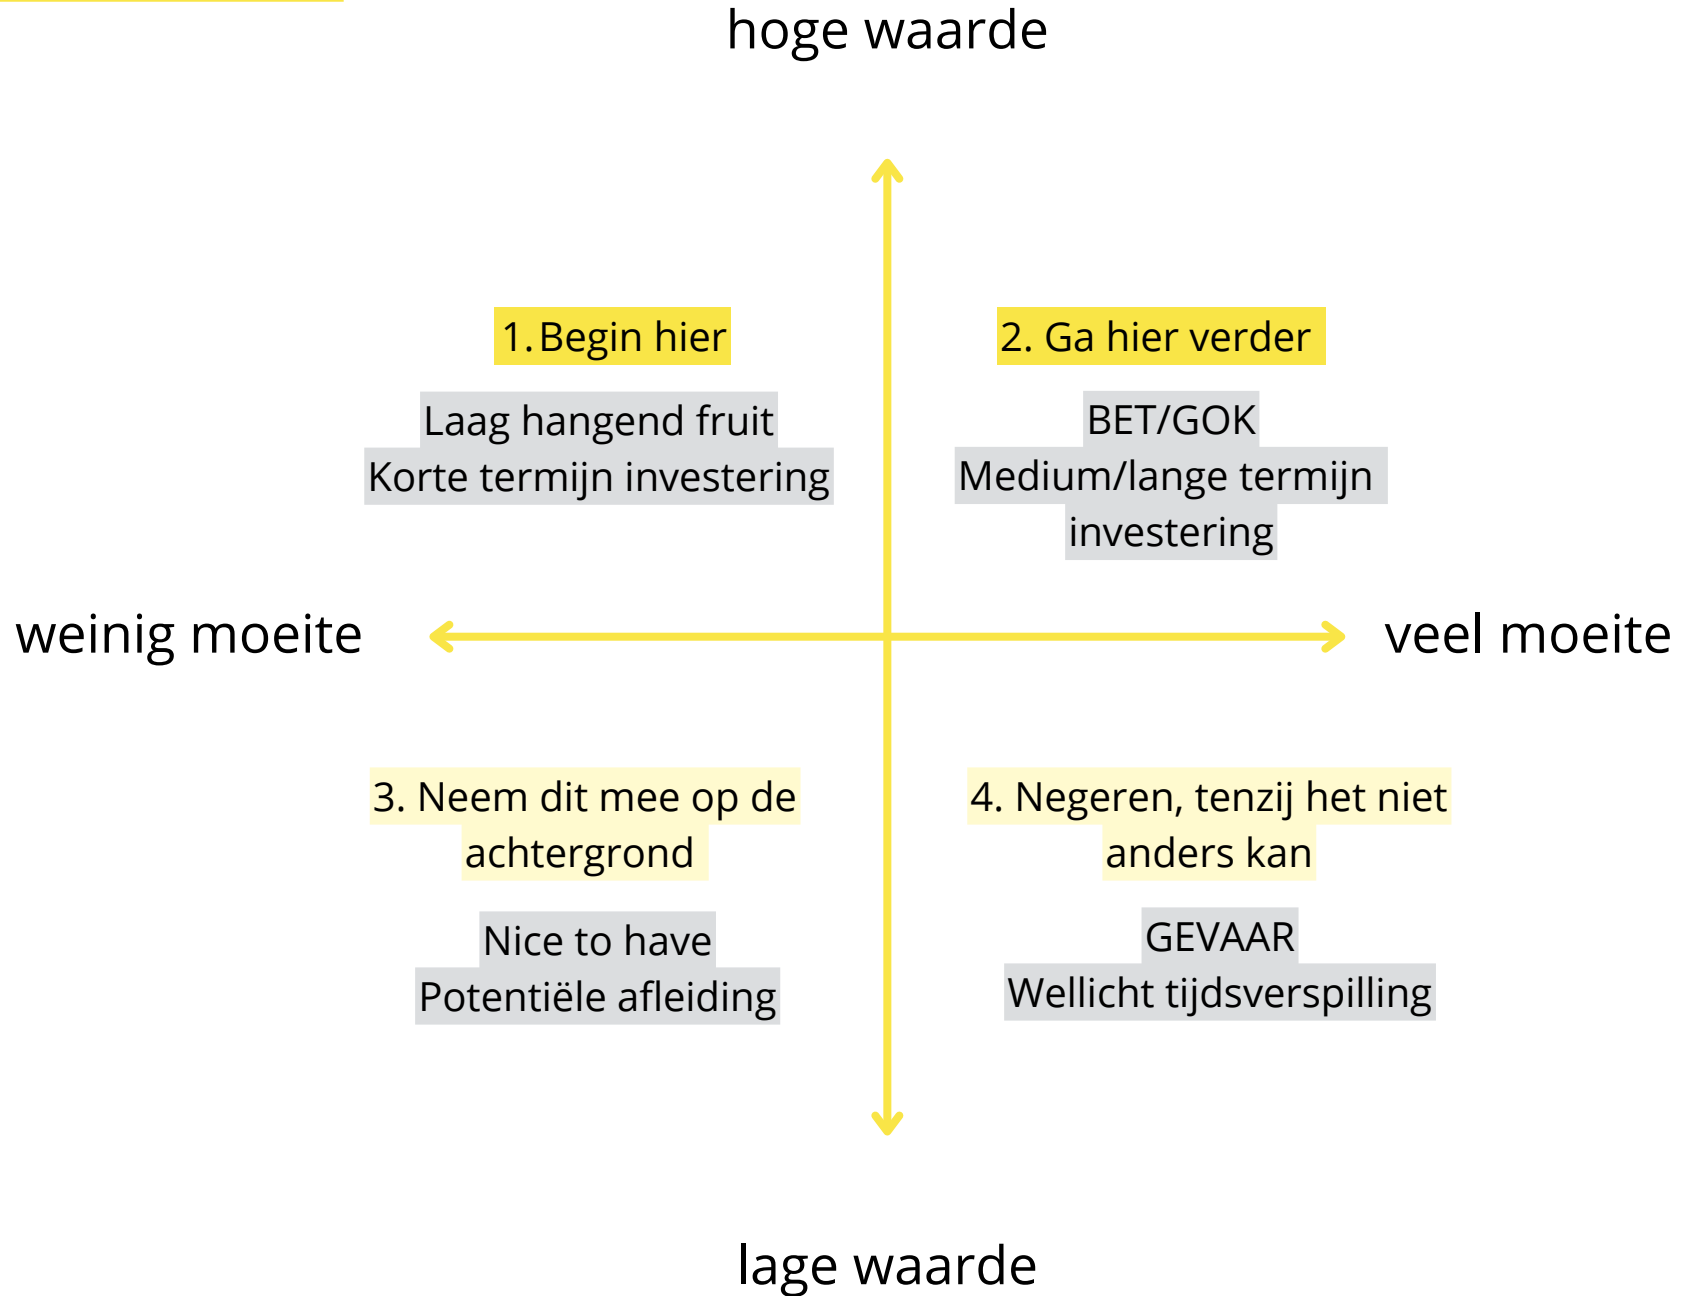 hoge waarde
1. Begin hier
Laag hangend fruit
Korte termijn investering
2. Ga hier verder
BET/GOK
Medium/lange termijn
investering
weinig moeite
veel moeite
3. Neem dit mee op de
achtergrond
Nice to have
Potentiële afleiding
4. Negeren, tenzij het niet
anders kan
GEVAAR
Wellicht tijdsverspilling
lage waarde